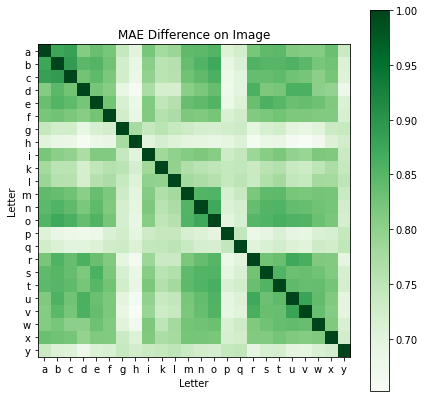 MAE Difference on Image
Letter
a
b
c
d
e
f
g
h
i
k
l
m
n
o
p
q
r
s
t
u
v
w
x
y
a b c d e f g h i k l m n o p q r s t u v w x y
Letter
1.00
0.95
0.90
0.85
0.80
0.75
0.70